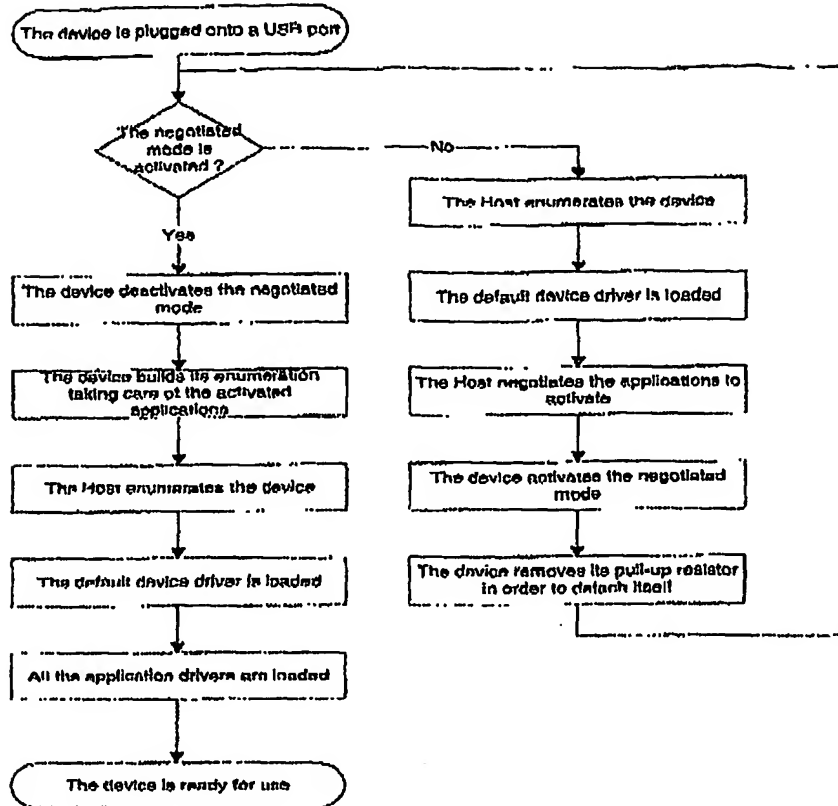 The device is plugged onto a USB port
The negotiated
mode is
activated ?
No
Yes
The device deactivates the negotiated
mode
The device builds its enumeration
taking care of the activated
applications
The Host enumerates the device
The default device driver is loaded
All the application drivers are loaded
The device is ready for use
The Host enumerates the device
The default device driver is loaded
The Host negotiates the applications to
activate
The device activates the negotiated
mode
The device removes its pull-up resistor
in order to detach itself